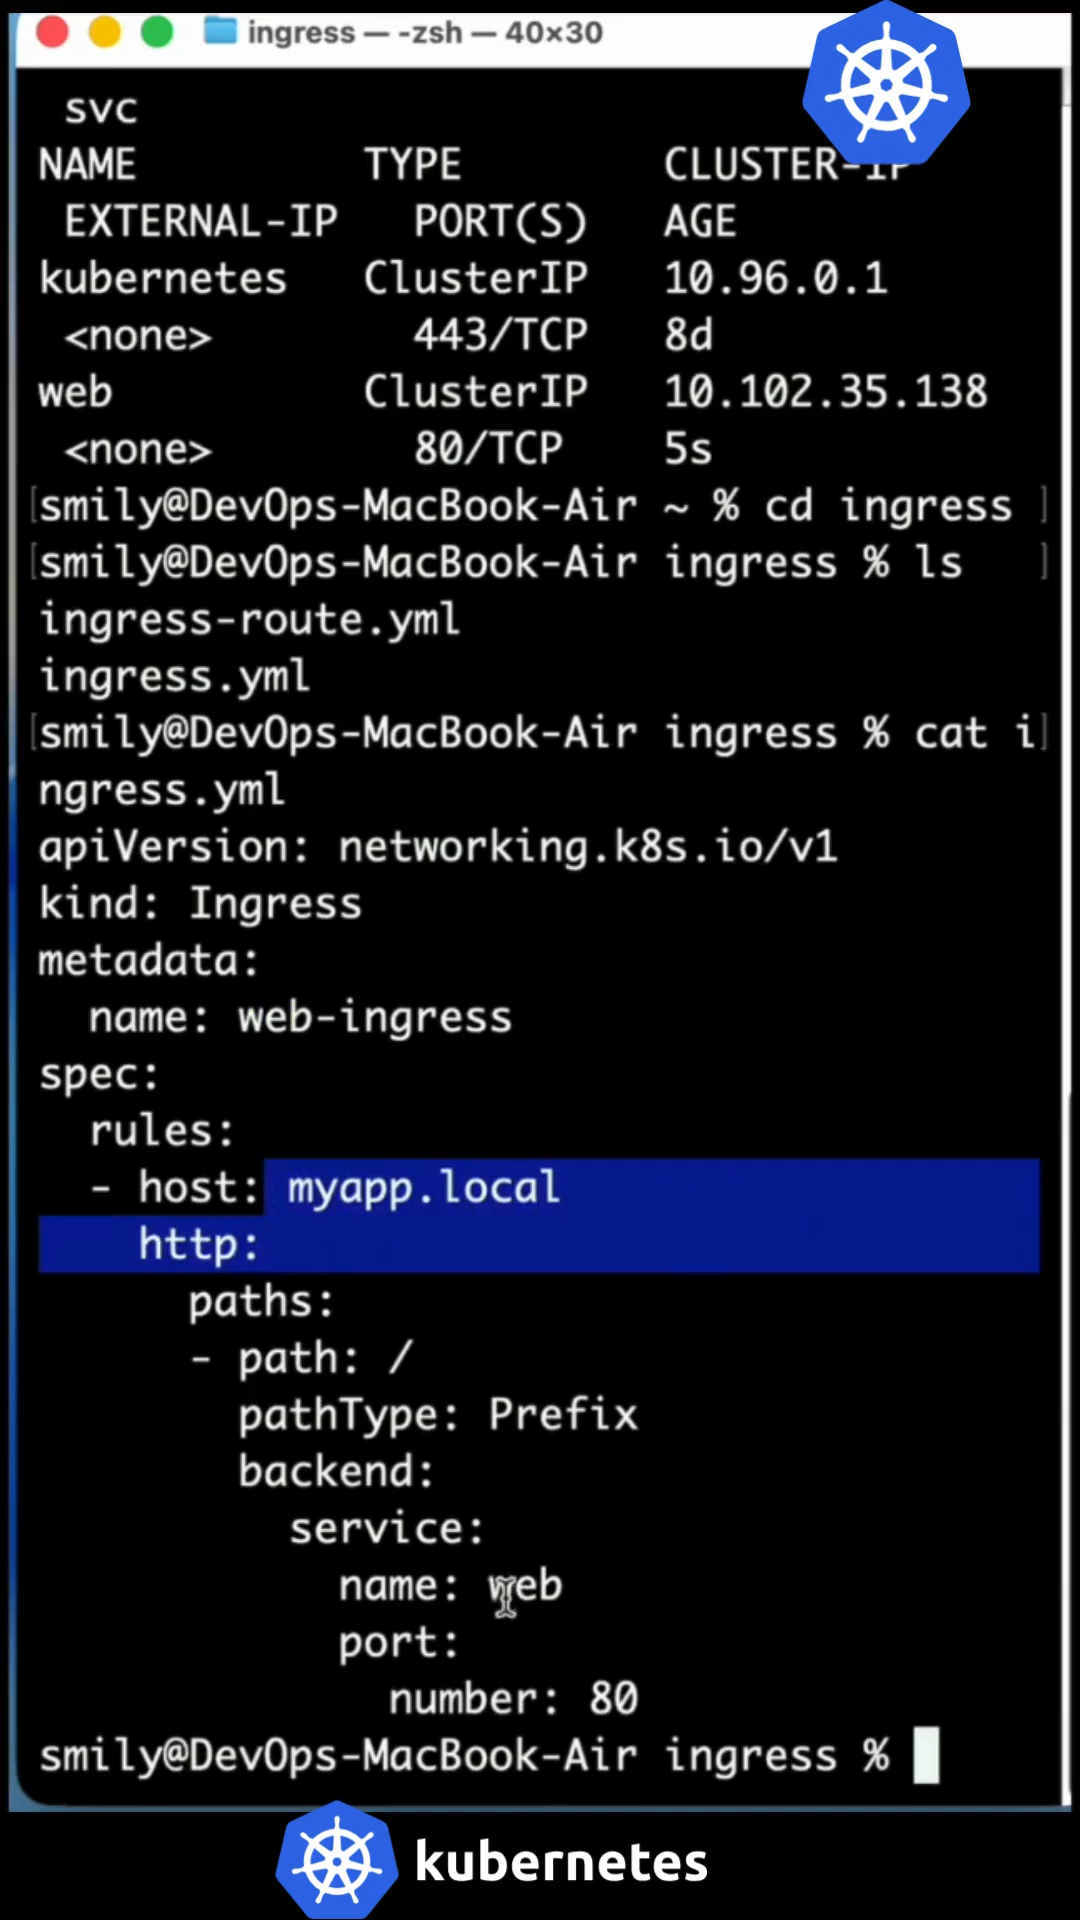 ingress — -zsh — 40×30
svc
NAME TYPE CLUSTER-IP
EXTERNAL-IP PORT(S) AGE
kubernetes ClusterIP 10.96.0.1
<none> 443/TCP 8d
web ClusterIP 10.102.35.138
<none> 80/TCP 5s
[smily@DevOps-MacBook-Air ~ % cd ingress ]
[smily@DevOps-MacBook-Air ingress % ls ]
ingress-route.yml
ingress.yml
[smily@DevOps-MacBook-Air ingress % cat i]
ngress.yml
apiVersion: networking.k8s.io/v1
kind: Ingress
metadata:
  name: web-ingress
spec:
  rules:
  - host: myapp.local
    http:
      paths:
      - path: /
        pathType: Prefix
        backend:
          service:
            name: web
            port:
              number: 80
smily@DevOps-MacBook-Air ingress %
kubernetes